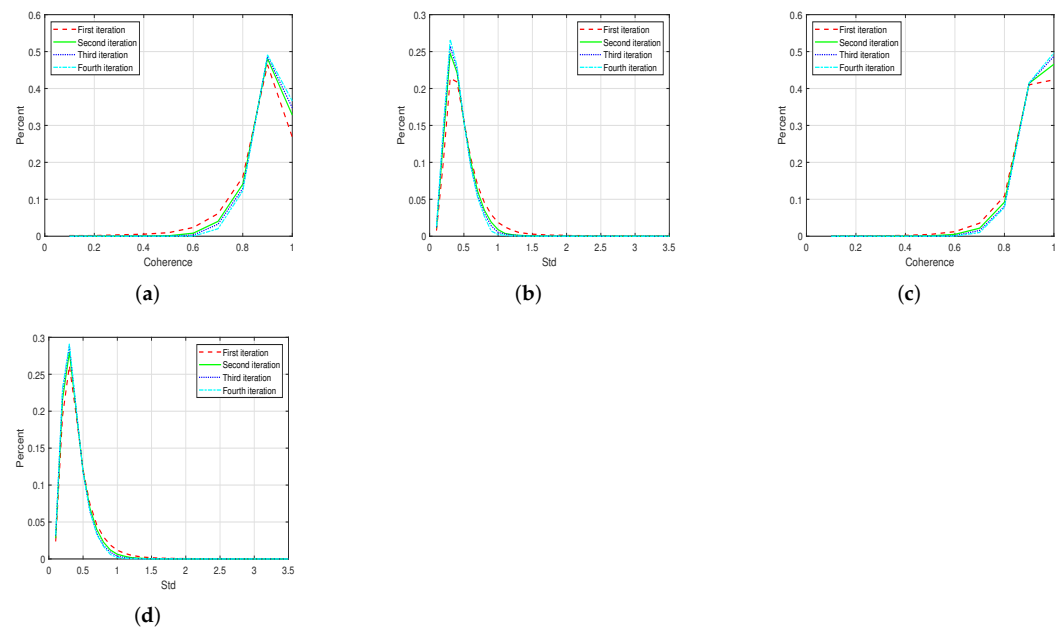 0.6
0.5
0.4
0.3
0.2
0.1
0
Percent
First iteration
Second iteration
Third iteration
Fourth iteration
0 0.2 0.4 0.6 0.8 1
Coherence
(a)
0.3
0.25
0.2
0.15
0.1
0.05
0
Percent
First iteration
Second iteration
Third iteration
Fourth iteration
0 0.5 1 1.5 2 2.5 3 3.5
Std
(b)
0.6
0.5
0.4
0.3
0.2
0.1
0
Percent
First iteration
Second iteration
Third iteration
Fourth iteration
0 0.2 0.4 0.6 0.8 1
Coherence
(c)
0.3
0.25
0.2
0.15
0.1
0.05
0
Percent
First iteration
Second iteration
Third iteration
Fourth iteration
0 0.5 1 1.5 2 2.5 3 3.5
Std
(d)